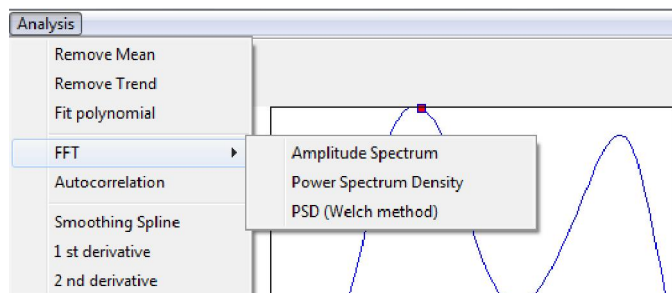 Analysis
Remove Mean
Remove Trend
Fit polynomial
FFT
Amplitude Spectrum
Autocorrelation
Power Spectrum Density
PSD (Welch method)
Smoothing Spline
1 st derivative
2 nd derivative